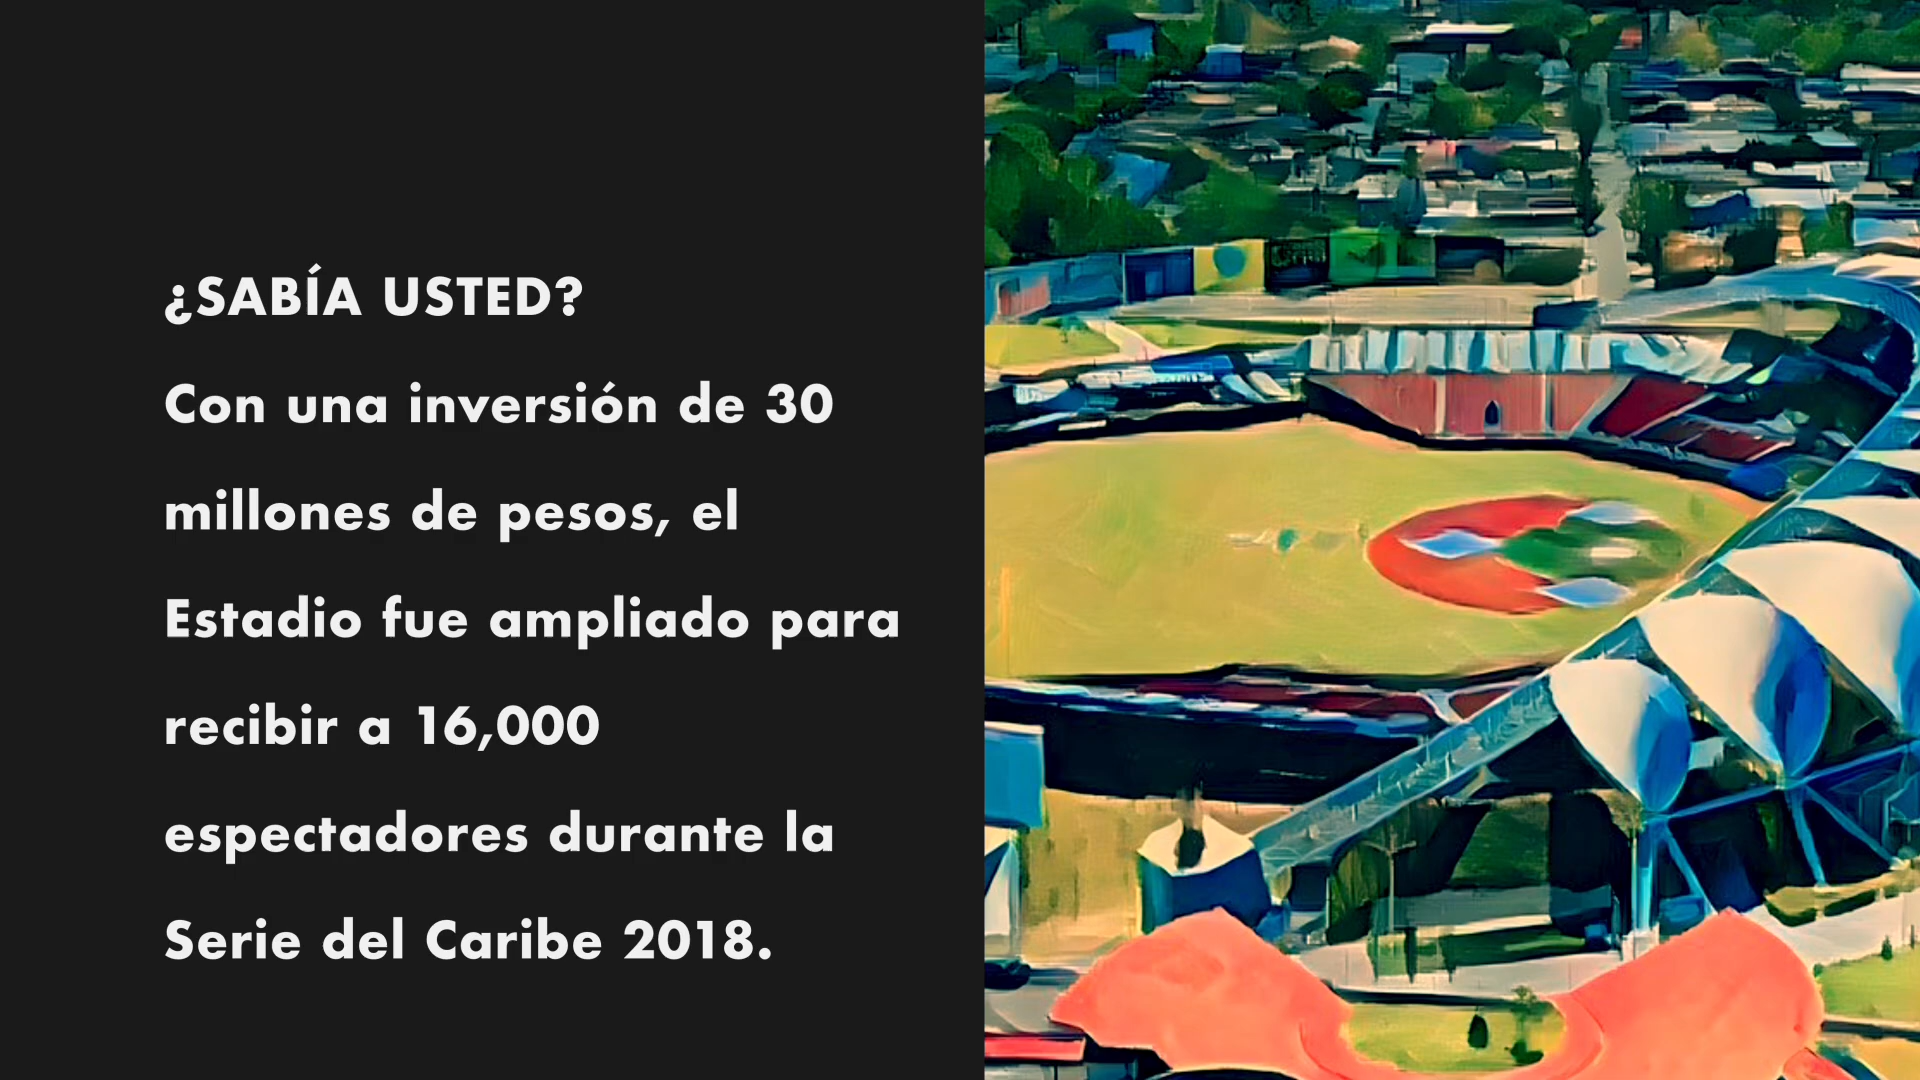 ¿SABÍA USTED?
Con una inversión de 30
millones de pesos, el
Estadio fue ampliado para
recibir a 16,000
espectadores durante la
Serie del Caribe 2018.